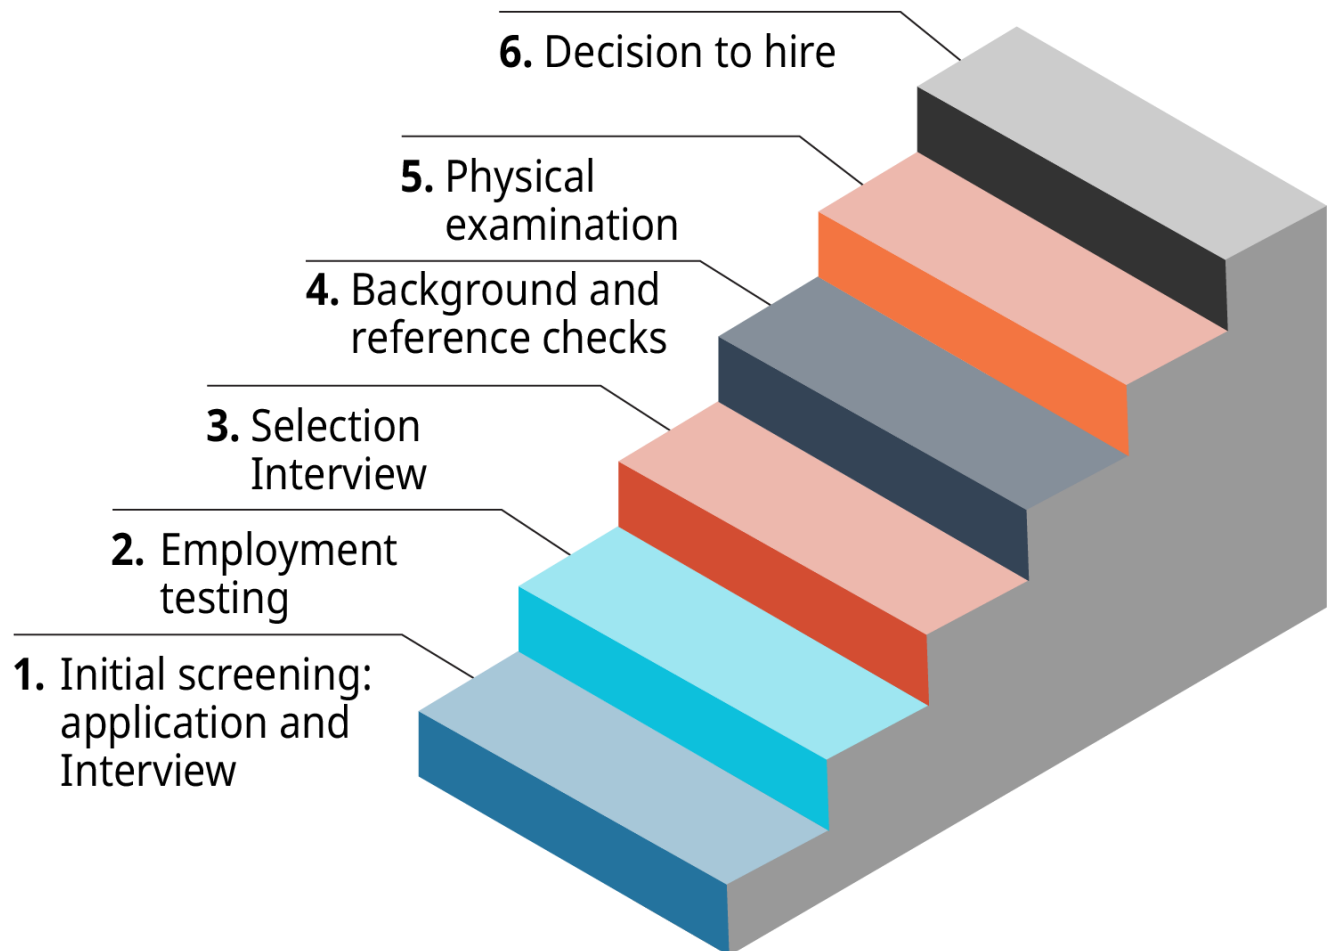 6. Decision to hire
5. Physical
examination
4. Background and
reference checks
3. Selection
Interview
2. Employment
testing
1. Initial screening:
application and
Interview